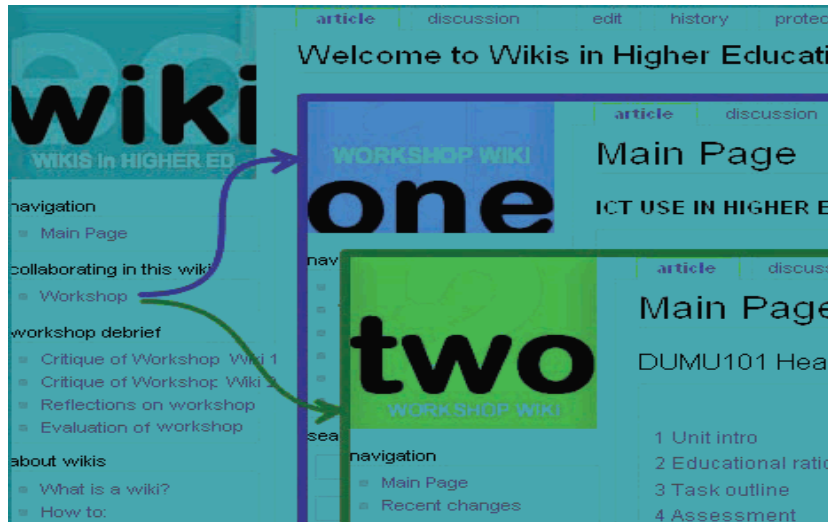 article discussion edit history
Welcome to Wikis in Higher
wiki
WIKIS in HIGHER ED
navigation
Main Page
collaborating in this wiki
Workshop
workshop debrief
Critique of Workshop Wiki 1
Critique of Workshop Wiki 2
Reflections on workshop
Evaluation of workshop
about wikis
What is a wiki?
How to:
article discussion
WORKSHOP WIKI
one
Main Page
ICT USE IN HIGHER
article
two
WORKSHOP WIKI
Main Page
DUMU101
navigation
Main Page
Recent changes
1 Unit intro
2 Educational
3 Task outline
4 Assessment